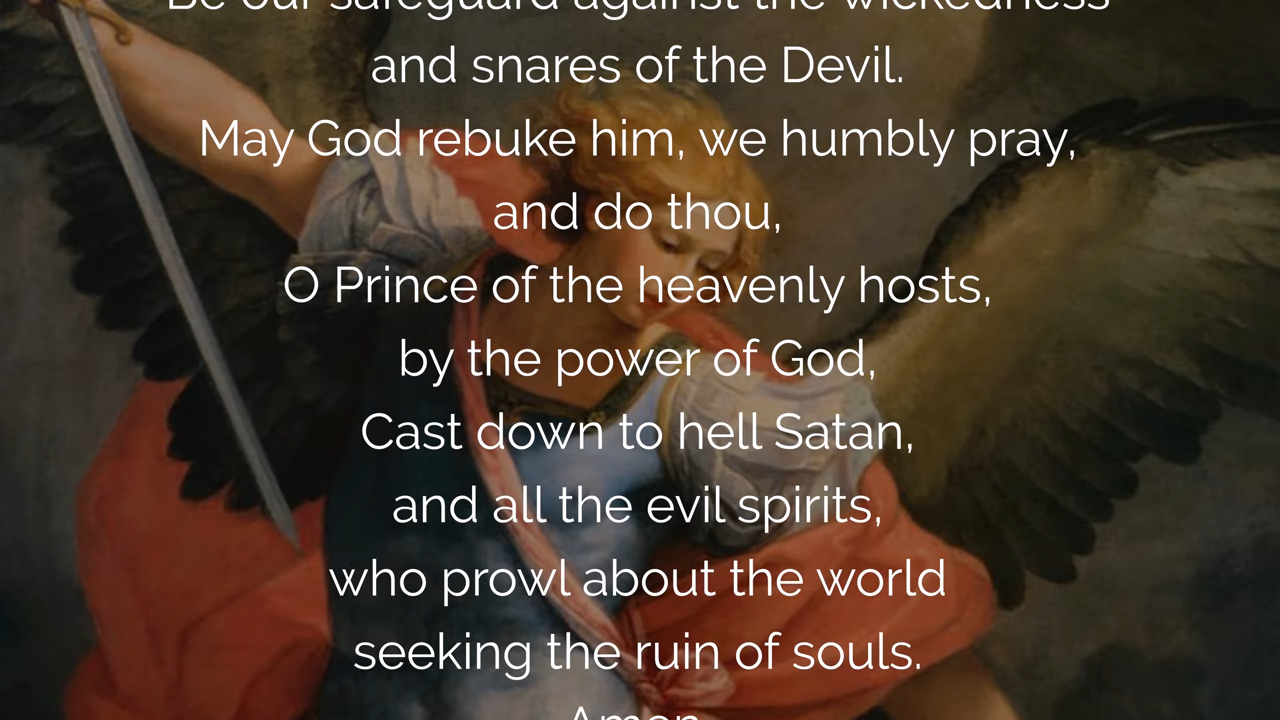 Be our safeguard against the wickedness
and snares of the Devil.
May God rebuke him, we humbly pray,
and do thou,
O Prince of the heavenly hosts,
by the power of God,
Cast down to hell Satan,
and all the evil spirits,
who prowl about the world
seeking the ruin of souls.
Amen